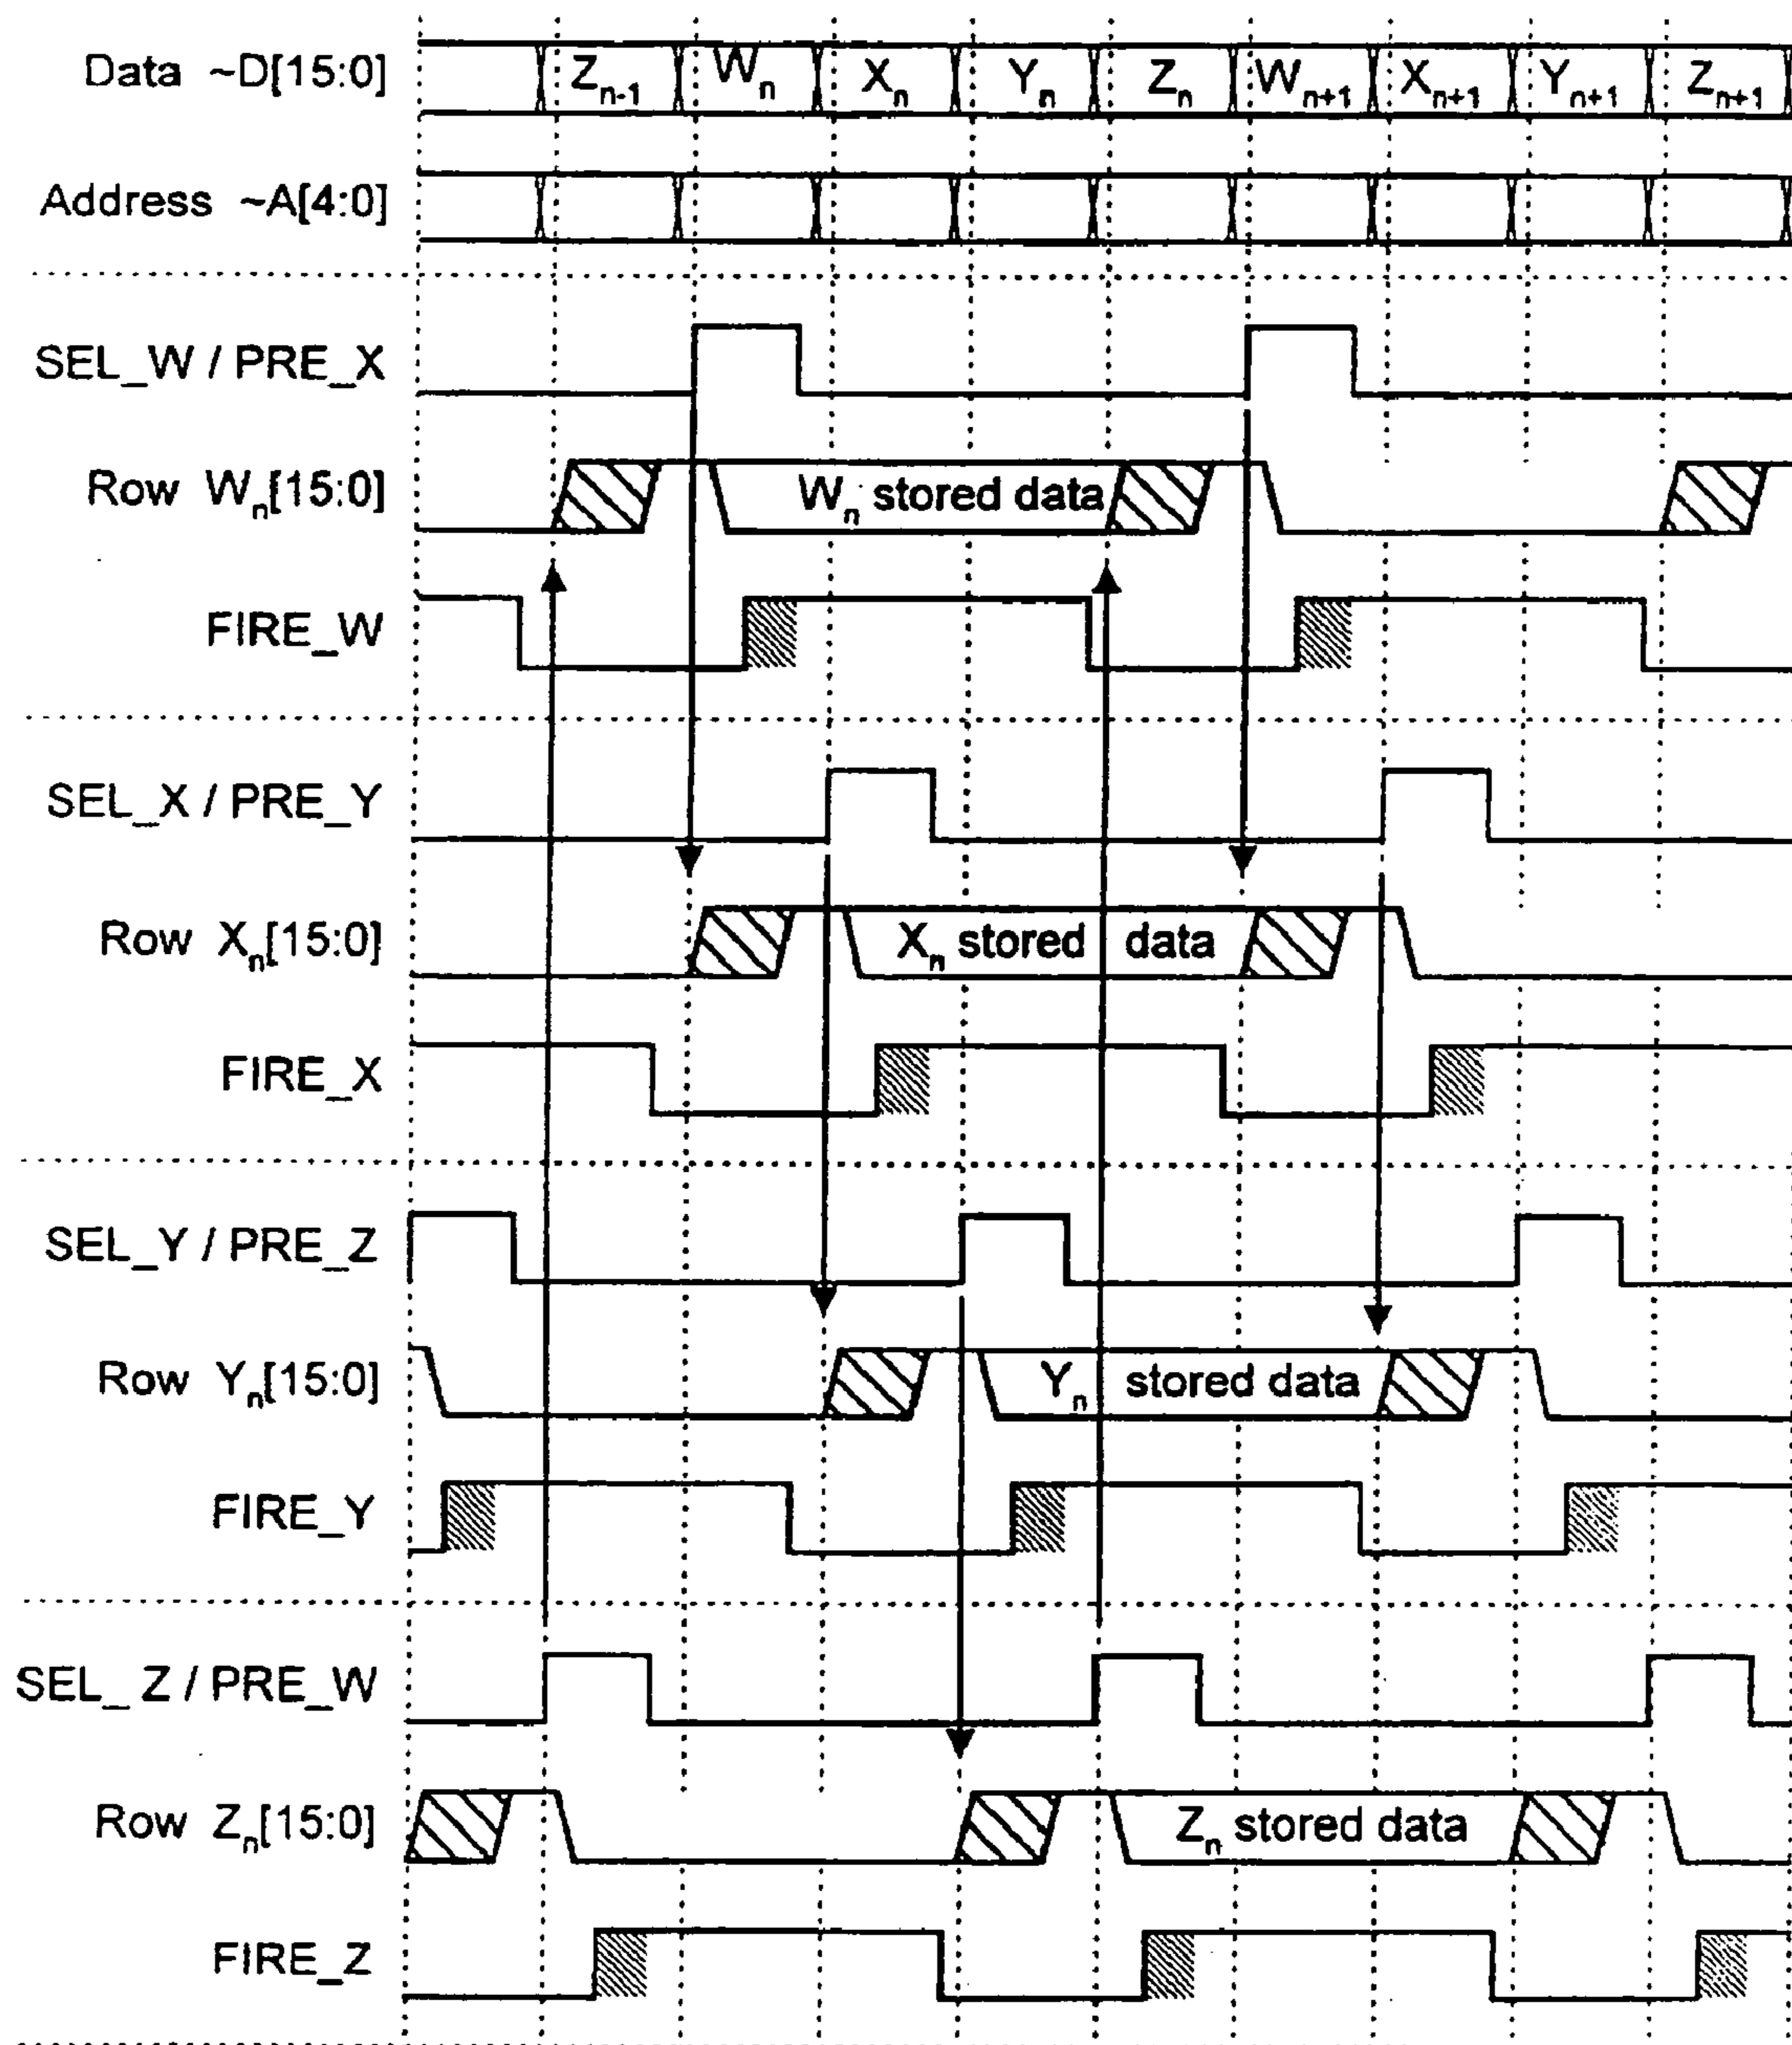 Data ~D[15:0] Zn-1 Wn Xn Yn Zn Wn+1 Xn+1 Yn+1 Zn+1
Address ~A[4:0]
SEL_W / PRE_X
Row Wn[15:0] Wn stored data
FIRE_W
SEL_X / PRE_Y
Row Xn[15:0] Xn stored data
FIRE_X
SEL_Y / PRE_Z
Row Yn[15:0] Yn stored data
FIRE_Y
SEL_ Z / PRE_W
Row Zn[15:0] Zn stored data
FIRE_Z